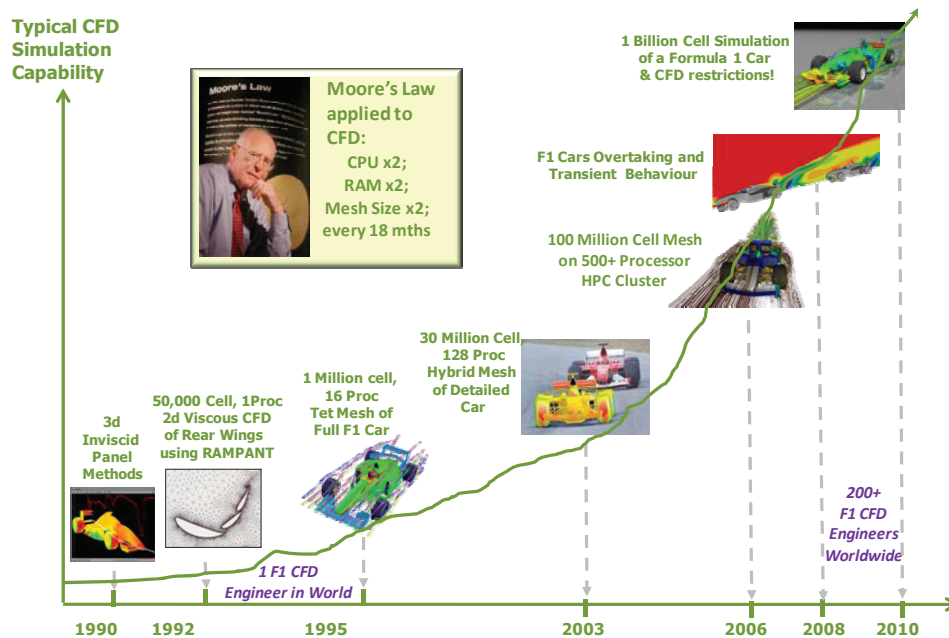 Typical CFD
Simulation
Capability
Moore's Law
Moore's Law
applied to
CFD:
CPU x2;
RAM x2;
Mesh Size x2;
every 18 mths
1 Billion Cell Simulation
of a Formula 1 Car
& CFD restrictions!
F1 Cars Overtaking and
Transient Behaviour
100 Million Cell Mesh
on 500+ Processor
HPC Cluster
30 Million Cell,
128 Proc
Hybrid Mesh
of Detailed
Car
1 Million cell,
16 Proc
Tet Mesh of
Full F1 Car
50,000 Cell, 1Proc
2d Viscous CFD
of Rear Wings
using RAMPANT
3d
Inviscid
Panel
Methods
1 F1 CFD
Engineer in World
200+
F1 CFD
Engineers
Worldwide
1990
1992
1995
2003
2006
2008
2010